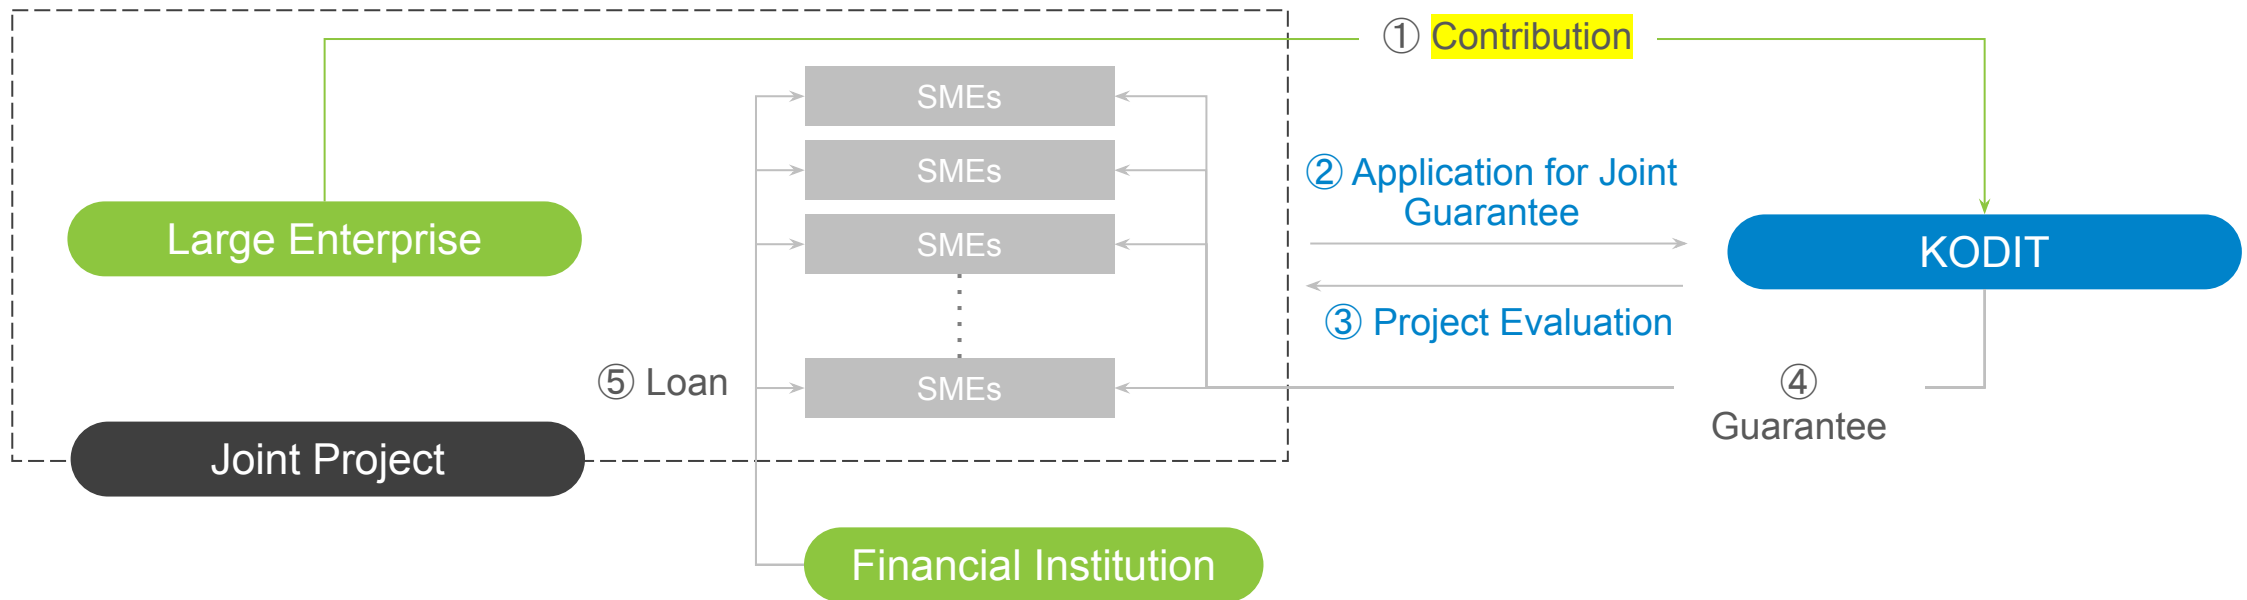 ① Contribution
SMEs
SMEs
② Application for Joint
Guarantee
Large Enterprise
SMEs
KODIT
③ Project Evaluation
⑤ Loan
SMEs
④
Guarantee
Joint Project
Financial Institution